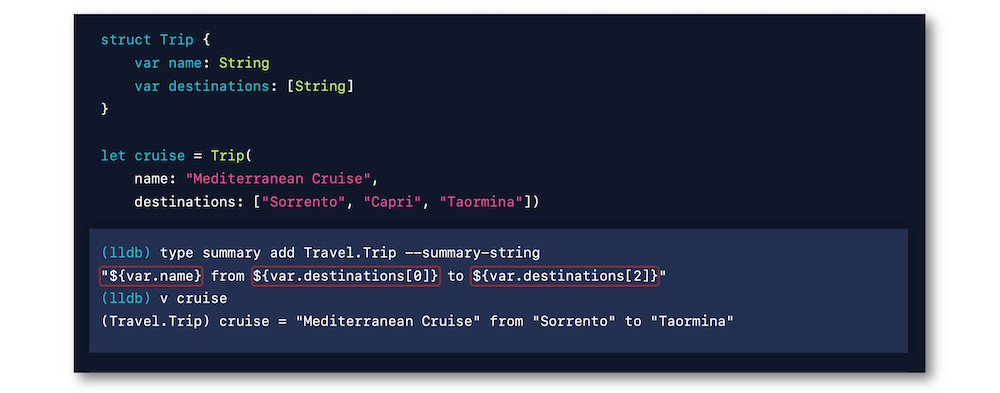 struct Trip {
    var name: String
    var destinations: [String]
}
let cruise = Trip(
    name: "Mediterranean Cruise",
    destinations: ["Sorrento", "Capri", "Taormina"])
(lldb) type summary add Travel.Trip --summary-string
"${var.name} from ${var.destinations[0]} to ${var.destinations[2]}"
(lldb) v cruise
(Travel.Trip) cruise = "Mediterranean Cruise" from "Sorrento" to "Taormina"